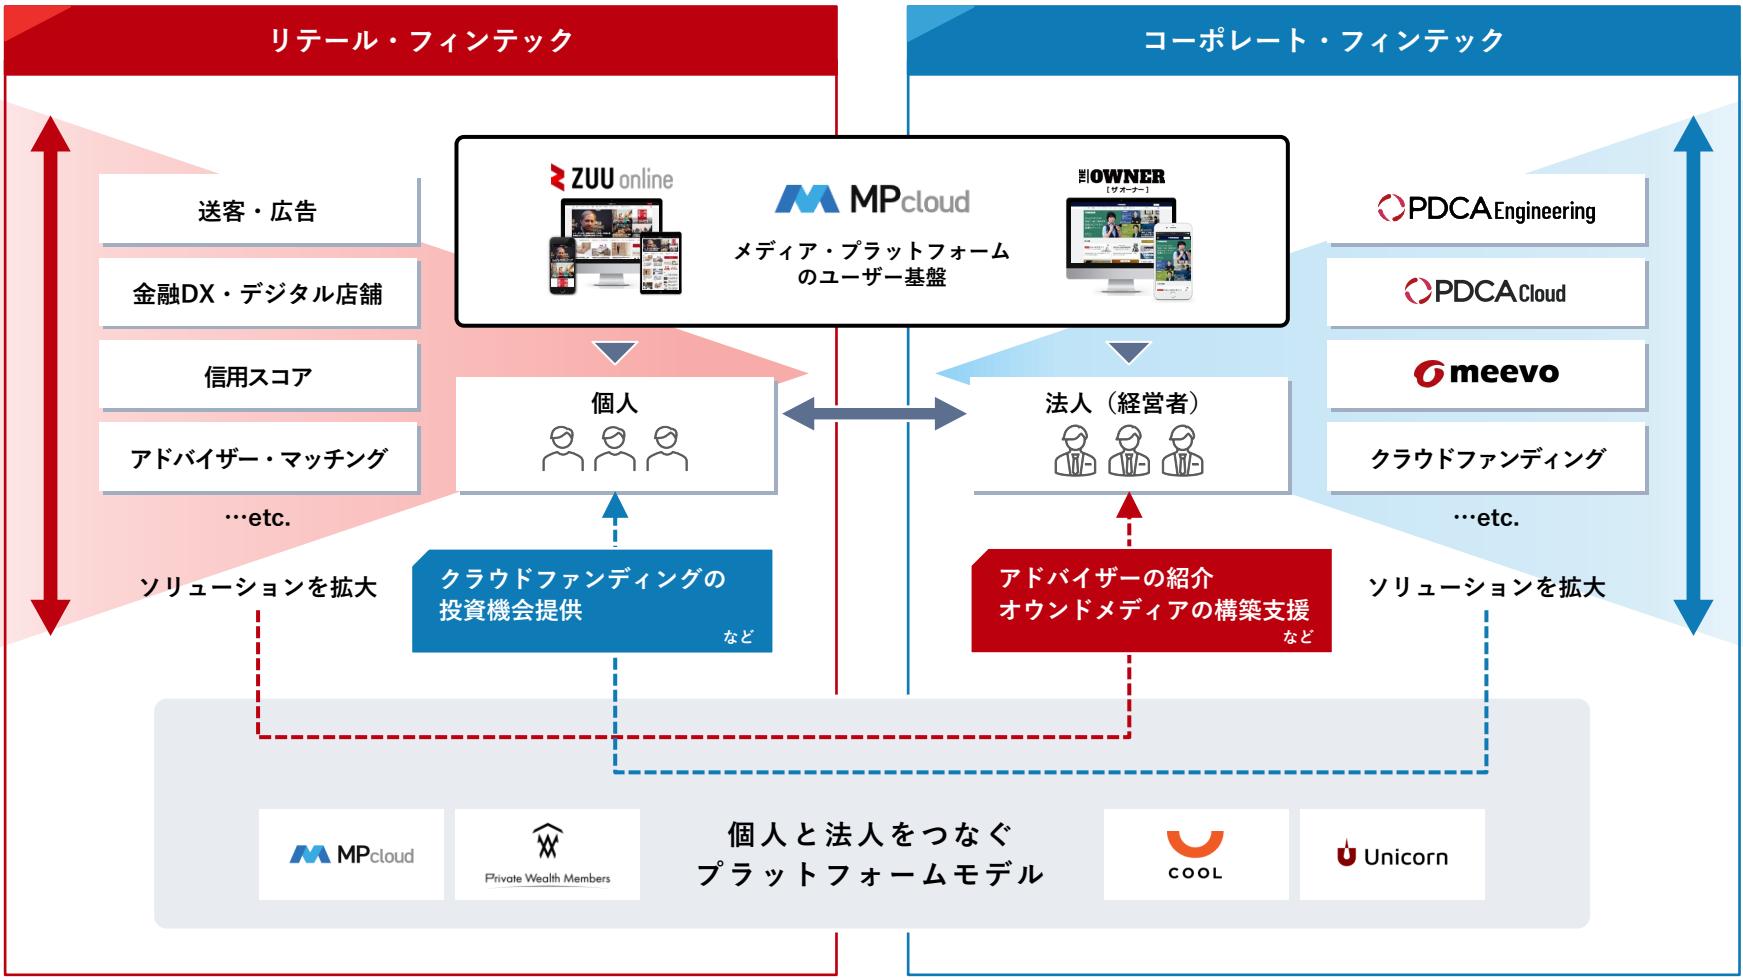 リテール・フィンテック
コーポレート・フィンテック
ZUU online
MPcloud
メディア・プラットフォーム
のユーザー基盤
THE OWNER
[ ザ オーナー ]
送客・広告
金融DX・デジタル店舗
信用スコア
アドバイザー・マッチング
…etc.
ソリューションを拡大
個人
法人（経営者）
PDCA Engineering
PDCA Cloud
meevo
クラウドファンディング
…etc.
ソリューションを拡大
クラウドファンディングの
投資機会提供
など
アドバイザーの紹介
オウンドメディアの構築支援
など
MPcloud
Private Wealth Members
個人と法人をつなぐ
プラットフォームモデル
COOL
Unicorn